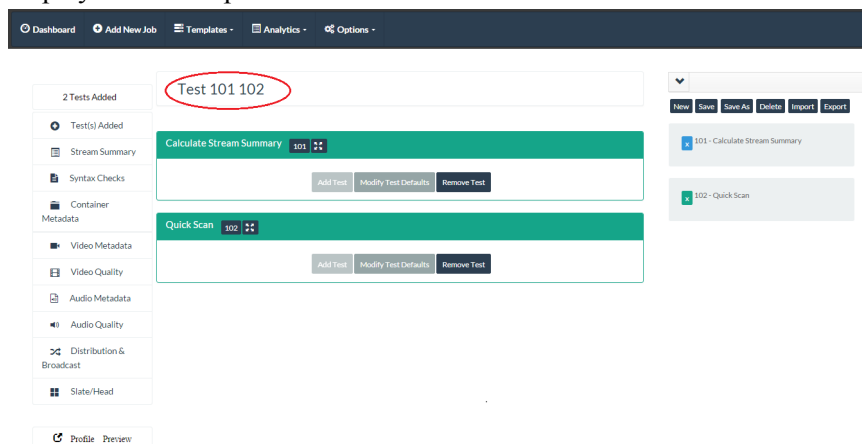 Dashboard Add New Job Templates - Analytics - Options -
2 Tests Added
Test(s) Added
Stream Summary
Syntax Checks
Container
Metadata
Video Metadata
Video Quality
Audio Metadata
Audio Quality
Distribution &
Broadcast
Slate/Head
Profile Preview
Test 101 102
Calculate Stream Summary 101
Add Test Modify Test Defaults Remove Test
Quick Scan 102
Add Test Modify Test Defaults Remove Test
New Save Save As Delete Import Export
x 101 - Calculate Stream Summary
x 102 - Quick Scan